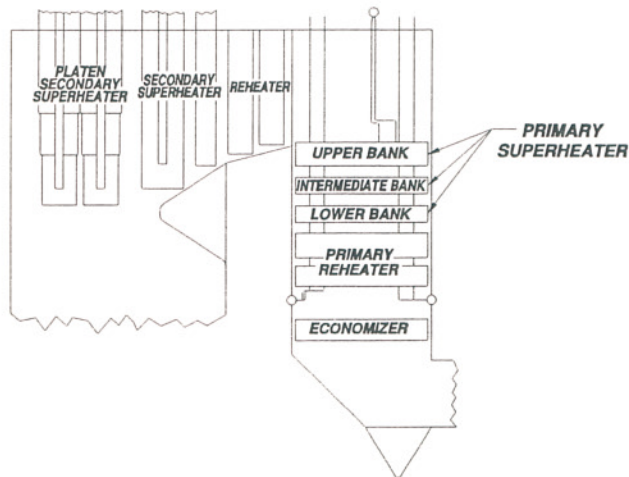 PLATEN
SECONDARY
SUPERHEATER
SECONDARY
SUPERHEATER
REHEATER
UPPER BANK
INTERMEDIATE BANK
LOWER BANK
PRIMARY
REHEATER
ECONOMIZER
PRIMARY
SUPERHEATER